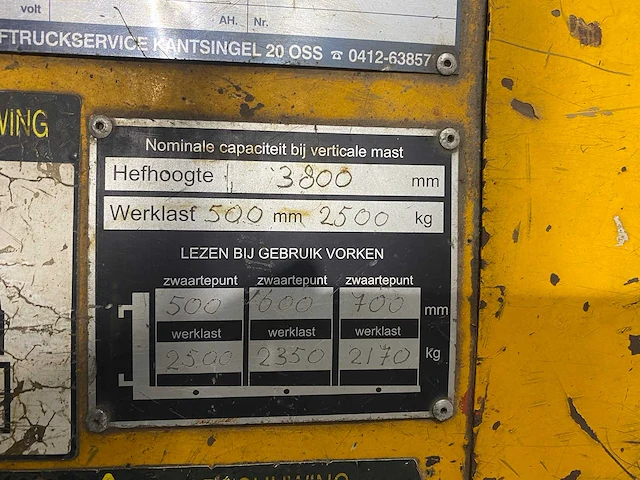 volt
AH. Nr.
FTRUCKSERVICE KANTSINGEL 20 OSS ☎ 0412-63857
WING
Nominale capaciteit bij verticale mast
Hefhoogte 3800 mm
Werklast 500 mm 2500 kg
LEZEN BIJ GEBRUIK VORKEN
zwaartepunt zwaartepunt zwaartepunt
500 600 700 mm
werklast werklast werklast
2500 2350 2170 kg